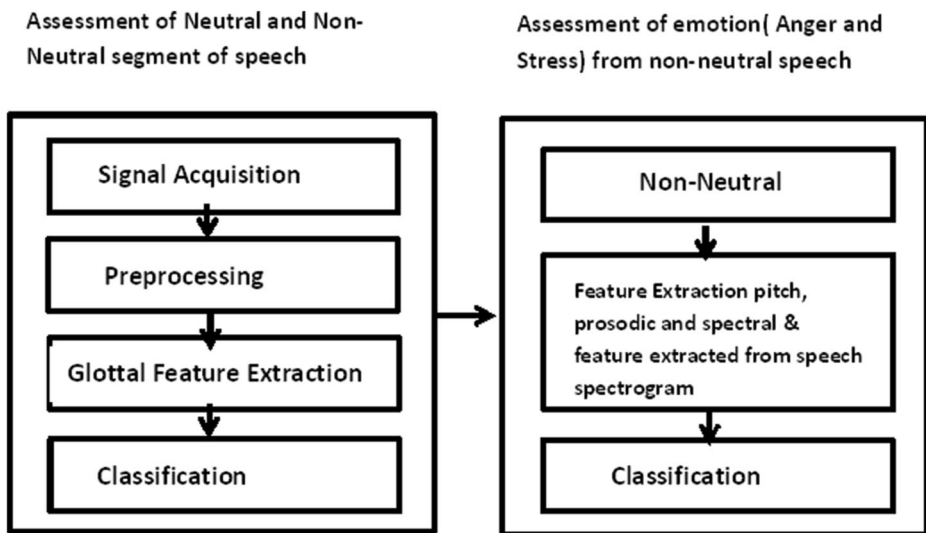 Assessment of Neutral and Non-
Neutral segment of speech
Signal Acquisition
Preprocessing
Glottal Feature Extraction
Classification
Assessment of emotion( Anger and
Stress) from non-neutral speech
Non-Neutral
Feature Extraction pitch,
prosodic and spectral &
feature extracted from speech
spectrogram
Classification